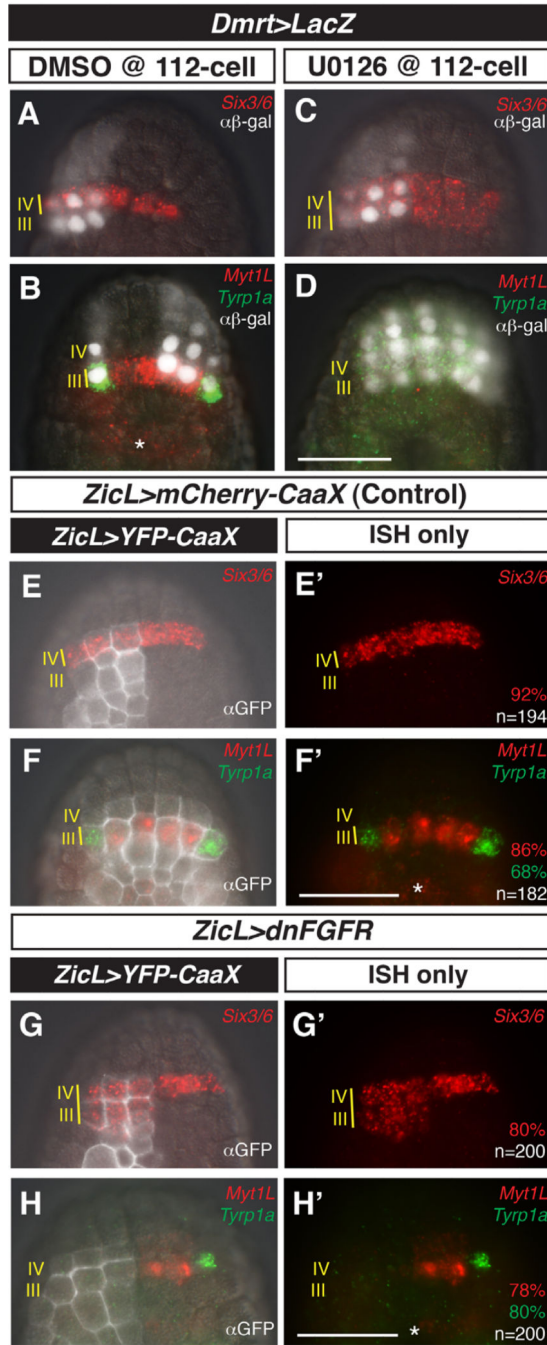 Dmrt>LacZ
DMSO @ 112-cell
U0126 @ 112-cell
A
Six3/6
αβ-gal
IV
III
C
Six3/6
αβ-gal
IV
III
B
Myt1L
Tyrp1a
αβ-gal
IV
III
*
D
Myt1L
Tyrp1a
αβ-gal
IV
III
ZicL>mCherry-CaaX (Control)
ZicL>YFP-CaaX
ISH only
E
Six3/6
IV
III
αGFP
E’
Six3/6
IV
III
92%
n=194
F
Myt1L
Tyrp1a
IV
III
αGFP
F’
Myt1L
Tyrp1a
IV
III
86%
68%
*
n=182
ZicL>dnFGFR
ZicL>YFP-CaaX
ISH only
G
Six3/6
IV
III
αGFP
G’
Six3/6
IV
III
80%
n=200
H
Myt1L
Tyrp1a
IV
III
αGFP
H’
Myt1L
Tyrp1a
IV
III
78%
80%
*
n=200